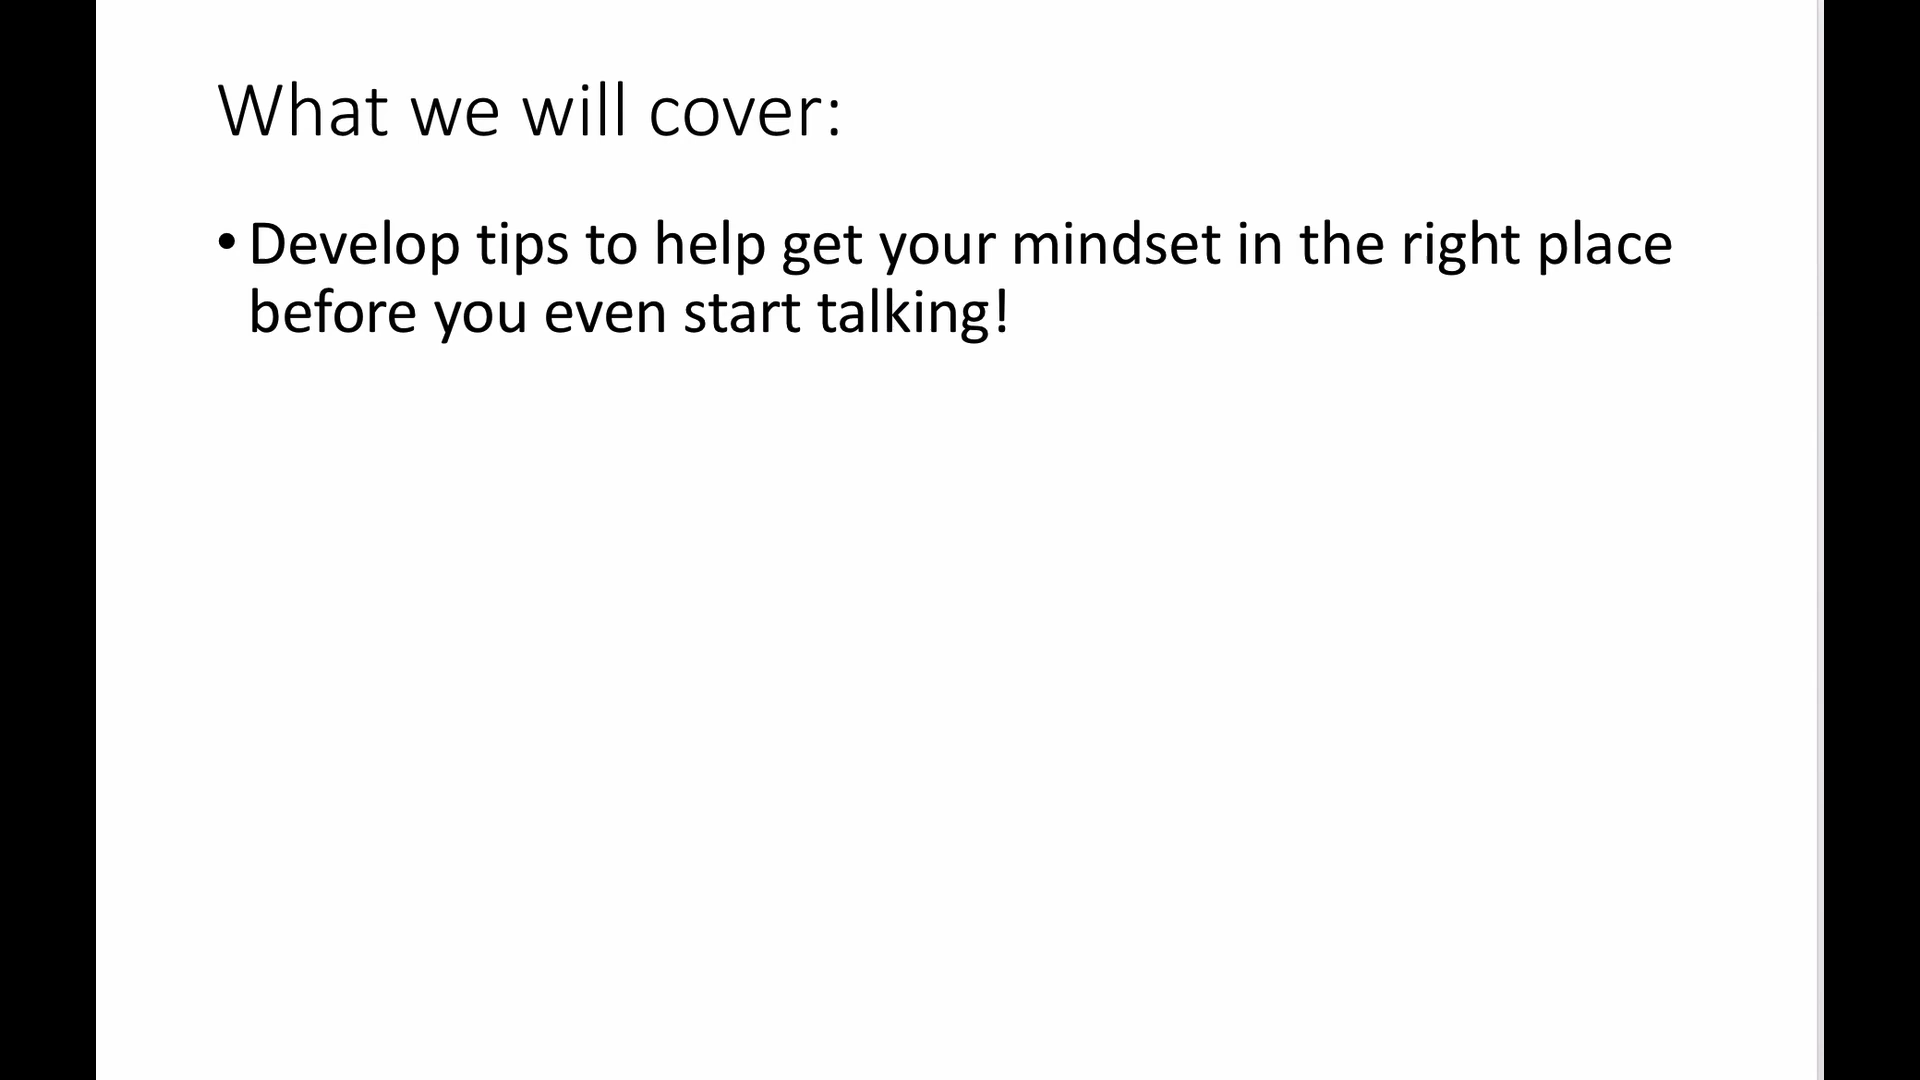 What we will cover:
• Develop tips to help get your mindset in the right place
before you even start talking!